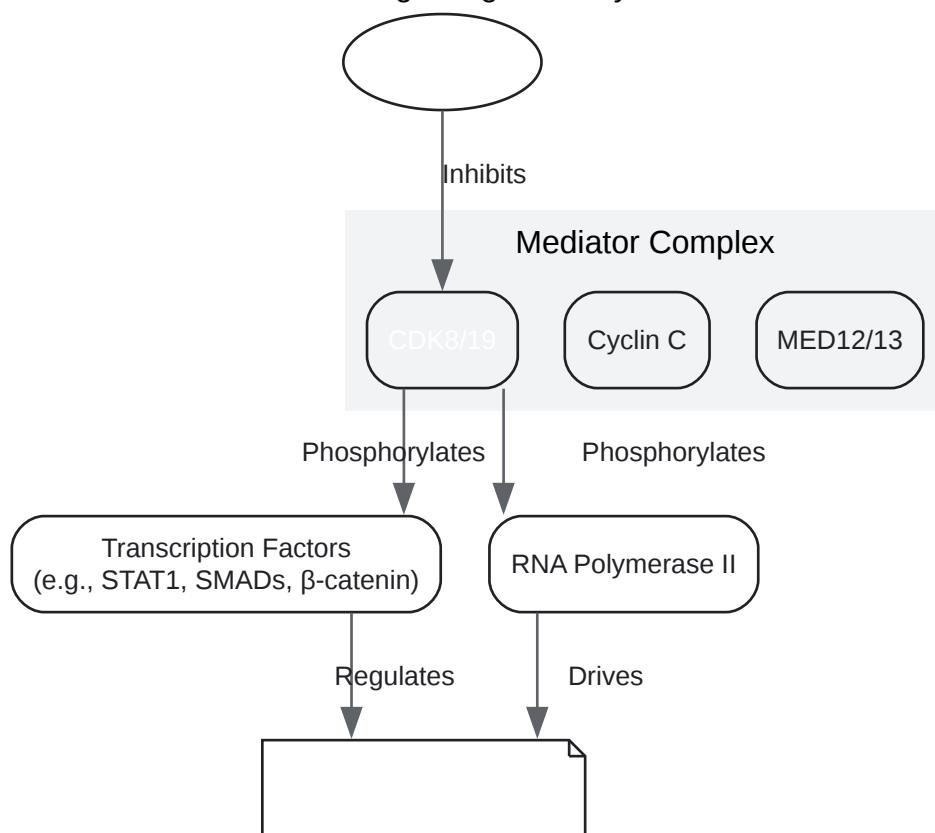 Inhibits
Mediator Complex
CDK8/19
Cyclin C
MED12/13
Phosphorylates
Phosphorylates
Transcription Factors
(e.g., STAT1, SMADs, β-catenin)
RNA Polymerase II
Regulates
Drives